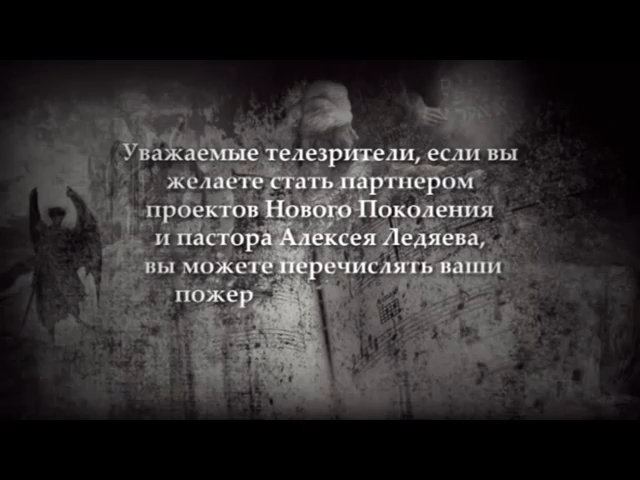 Уважаемые телезрители, если вы
желаете стать партнером
проектов Нового Поколения
и пастора Алексея Ледяева,
вы можете перечислять ваши
пожер